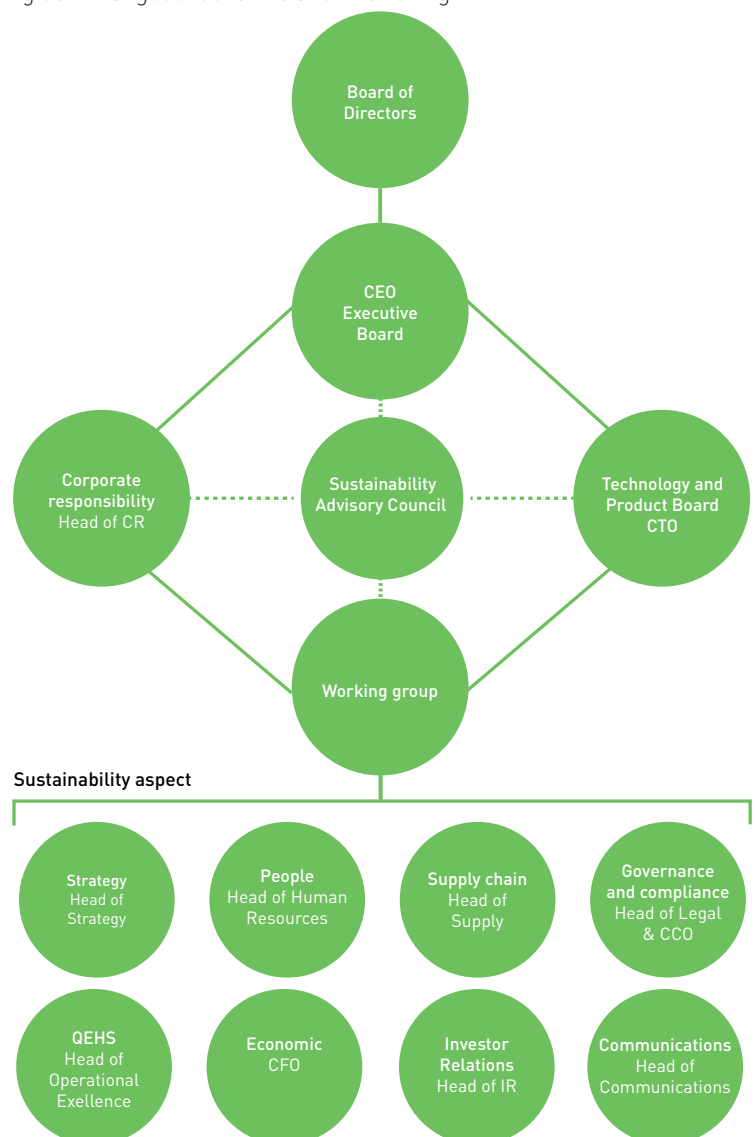 Board of
Directors
CEO
Executive
Board
Corporate
responsibility
Head of CR
Sustainability
Advisory Council
Technology and
Product Board
CTO
Working group
Sustainability aspect
Strategy
Head of
Strategy
People
Head of Human
Resources
Supply chain
Head of
Supply
Governance
and compliance
Head of Legal
& CCO
QEHS
Head of
Operational
Exellence
Economic
CFO
Investor
Relations
Head of IR
Communications
Head of
Communications